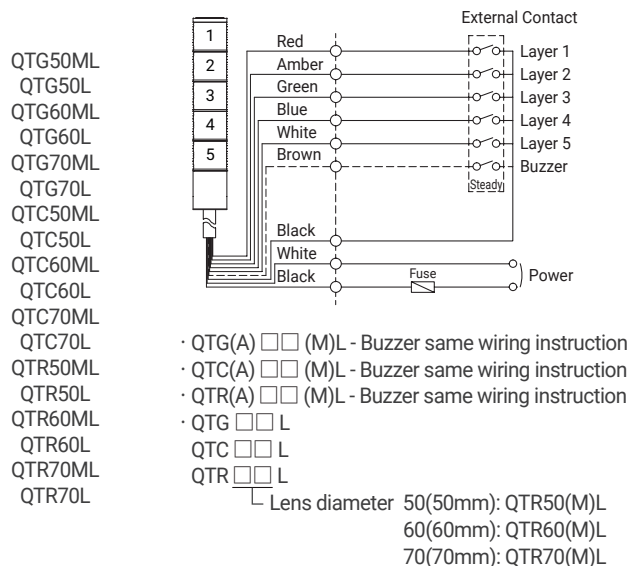 QTG50ML
QTG50L
QTG60ML
QTG60L
QTG70ML
QTG70L
QTC50ML
QTC50L
QTC60ML
QTC60L
QTC70ML
QTC70L
QTR50ML
QTR50L
QTR60ML
QTR60L
QTR70ML
QTR70L
External Contact
1
2
3
4
5
Red
Layer 1
Amber
Layer 2
Green
Layer 3
Blue
Layer 4
White
Layer 5
Brown
Buzzer
Steady
Black
White
Black
Fuse
Power
· QTG(A) □□ (M)L - Buzzer same wiring instruction
· QTC(A) □□ (M)L - Buzzer same wiring instruction
· QTR(A) □□ (M)L - Buzzer same wiring instruction
· QTG □□ L
QTC □□ L
QTR □□ L
Lens diameter 50(50mm): QTR50(M)L
60(60mm): QTR60(M)L
70(70mm): QTR70(M)L